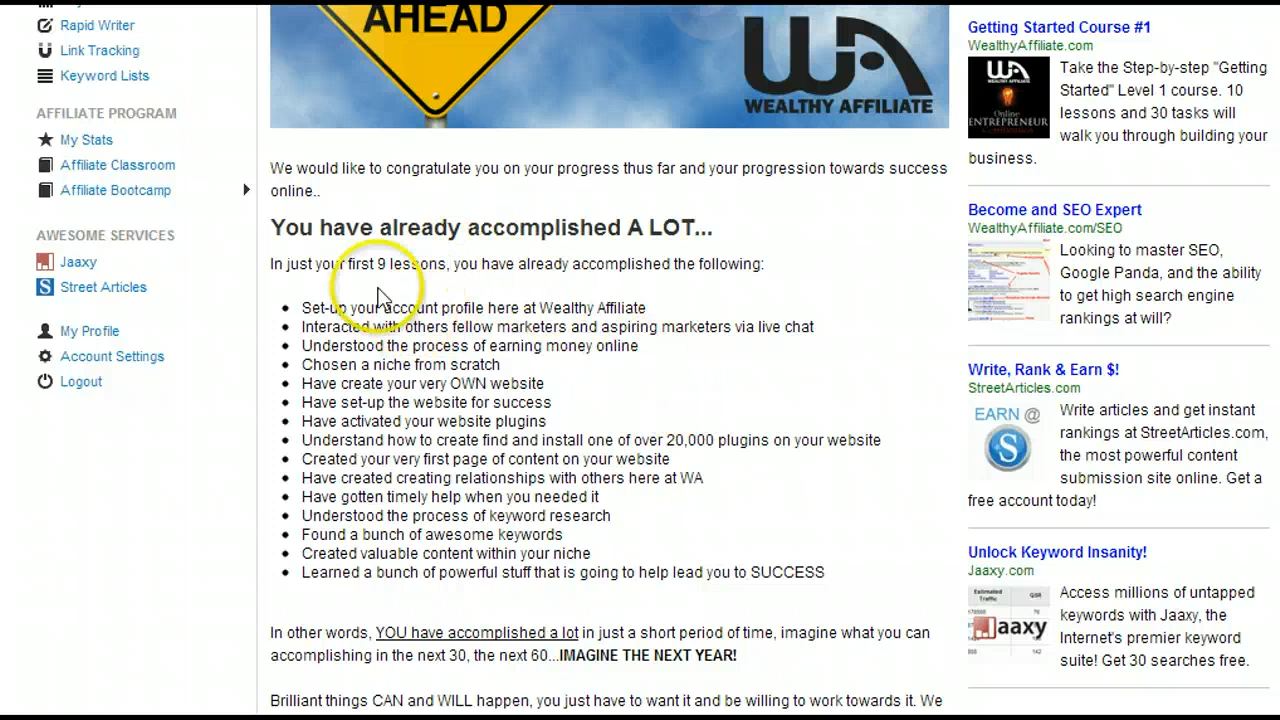 Rapid Writer
Link Tracking
Keyword Lists
AFFILIATE PROGRAM
My Stats
Affiliate Classroom
Affiliate Bootcamp
AWESOME SERVICES
Jaaxy
Street Articles
My Profile
Account Settings
Logout
AHEAD
WA
WEALTHY AFFILIATE
We would like to congratulate you on your progress thus far and your progression towards success
online..
You have already accomplished A LOT...
In just your first 9 lessons, you have already accomplished the following:
Set-up your account profile here at Wealthy Affiliate
Interacted with others fellow marketers and aspiring marketers via live chat
Understood the process of earning money online
Chosen a niche from scratch
Have create your very OWN website
Have set-up the website for success
Have activated your website plugins
Understand how to create find and install one of over 20,000 plugins on your website
Created your very first page of content on your website
Have created creating relationships with others here at WA
Have gotten timely help when you needed it
Understood the process of keyword research
Found a bunch of awesome keywords
Created valuable content within your niche
Learned a bunch of powerful stuff that is going to help lead you to SUCCESS
In other words, YOU have accomplished a lot in just a short period of time, imagine what you can
accomplishing in the next 30, the next 60...IMAGINE THE NEXT YEAR!
Brilliant things CAN and WILL happen, you just have to want it and be willing to work towards it. We
Getting Started Course #1
WealthyAffiliate.com
WA
Online
ENTREPRENEUR
Take the Step-by-step "Getting
Started" Level 1 course. 10
lessons and 30 tasks will
walk you through building your
business.
Become and SEO Expert
WealthyAffiliate.com/SEO
Looking to master SEO,
Google Panda, and the ability
to get high search engine
rankings at will?
Write, Rank & Earn $!
StreetArticles.com
EARN @
S
Write articles and get instant
rankings at StreetArticles.com,
the most powerful content
submission site online. Get a
free account today!
Unlock Keyword Insanity!
Jaaxy.com
Estimated
Traffic
QSR
Jaaxy
Access millions of untapped
keywords with Jaaxy, the
Internet's premier keyword
suite! Get 30 searches free.